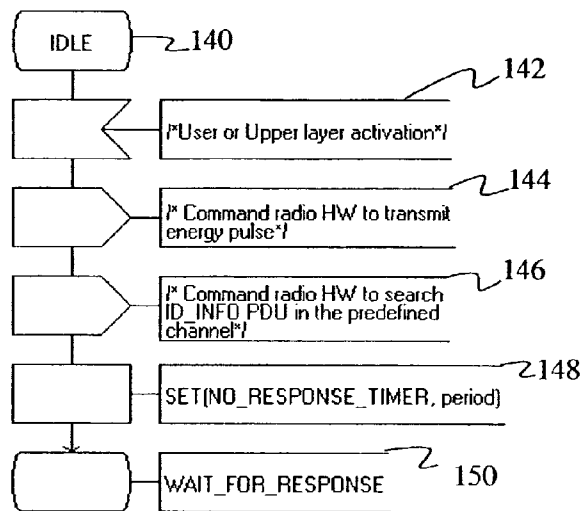 IDLE
140
142
/*User or Upper layer activation*/
144
/* Command radio HW to transmit
energy pulse*/
146
/* Command radio HW to search
ID_INFO PDU in the predefined
channel*/
148
SET(NO_RESPONSE_TIMER, period)
WAIT_FOR_RESPONSE
150